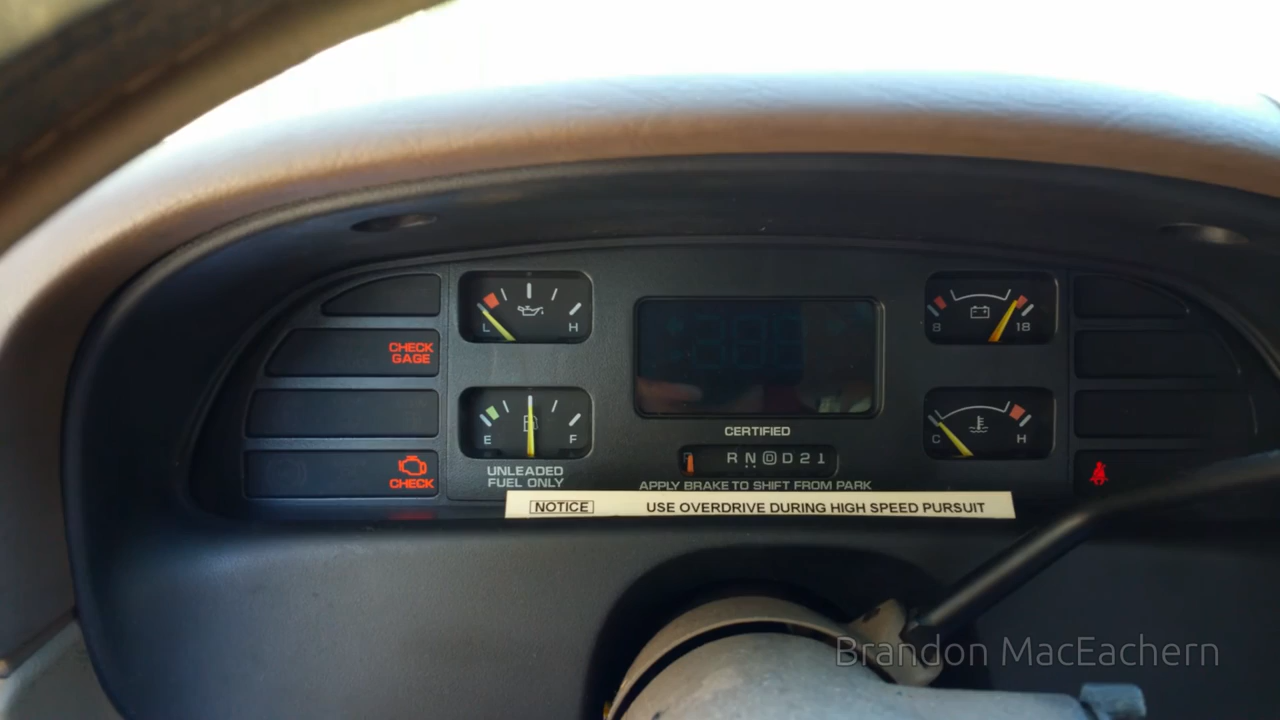 CHECK
GAGE
L
H
8
18
E
F
UNLEADED
FUEL ONLY
C
H
CERTIFIED
R N D D 2 1
APPLY BRAKE TO SHIFT FROM PARK
CHECK
NOTICE USE OVERDRIVE DURING HIGH SPEED PURSUIT
Brandon MacEachern